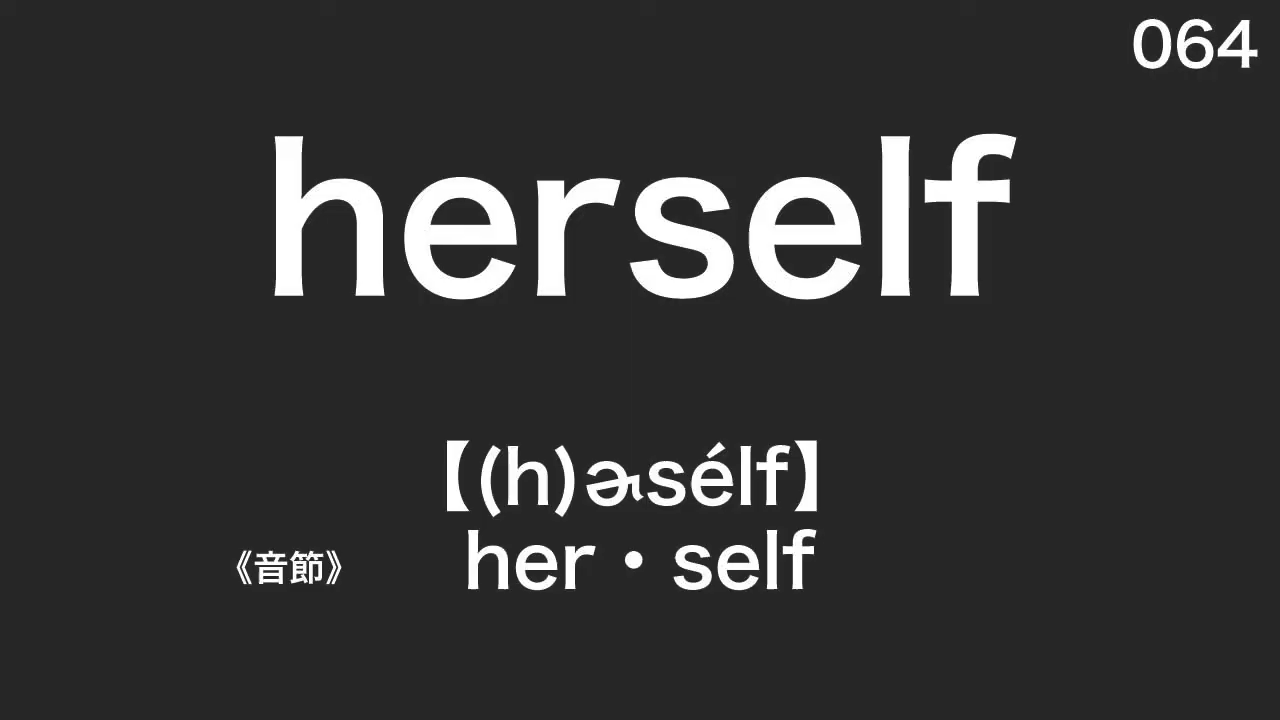 064
herself
【(h)ɚsélf】
《音節》 her・self